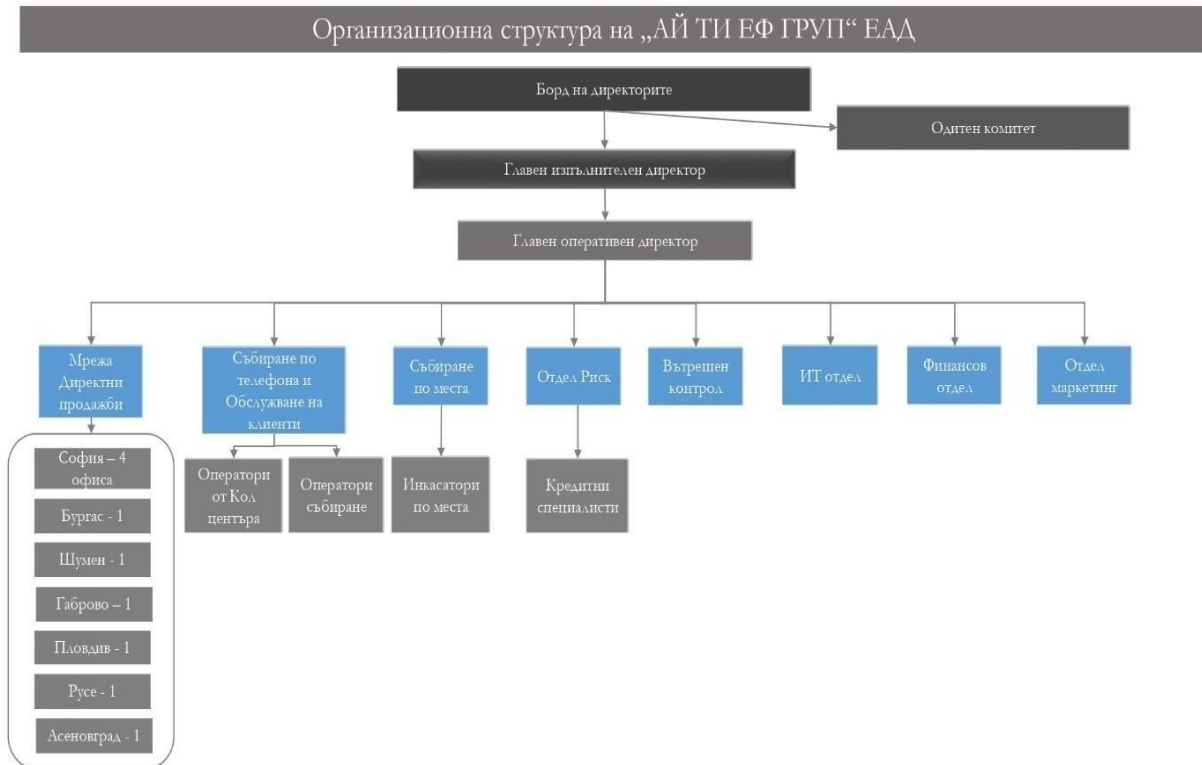 Организационна структура на „АЙ ТИ ЕФ ГРУП“ ЕАД
Борд на директорите
Одитен комитет
Главен изпълнителен директор
Главен оперативен директор
Мрежа
Директни
продажби
Събиране по
телефона и
Обслужване на
клиенти
Събиране
по места
Отдел Риск
Вътрешен
контрол
ИТ отдел
Финансов
отдел
Отдел
маркетинг
София – 4
офиса
Бургас - 1
Шумен - 1
Габрово – 1
Пловдив - 1
Русе - 1
Асеновград - 1
Оператори
от Кол
центъра
Оператори
събиране
Инкасатори
по места
Кредитни
специалисти